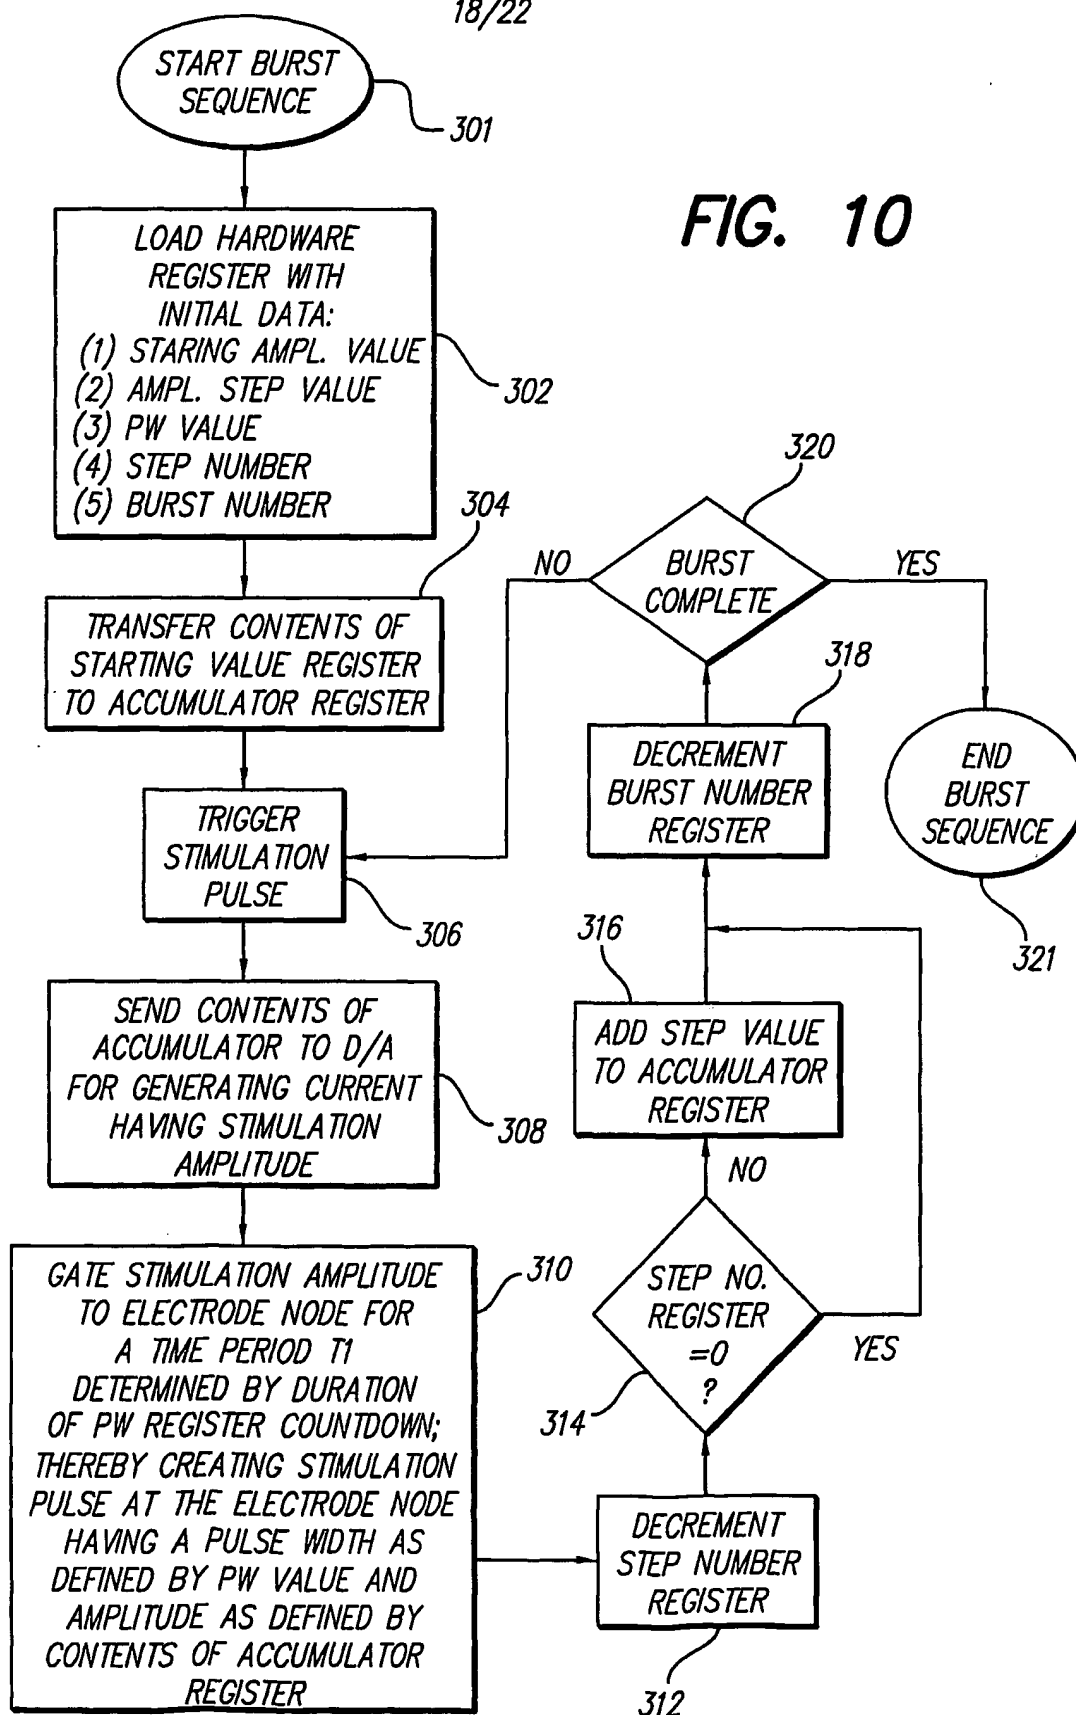 18/22
START BURST
SEQUENCE
301
FIG. 10
LOAD HARDWARE
REGISTER WITH
INITIAL DATA:
(1) STARING AMPL. VALUE
(2) AMPL. STEP VALUE
(3) PW VALUE
(4) STEP NUMBER
(5) BURST NUMBER
302
304
TRANSFER CONTENTS OF
STARTING VALUE REGISTER
TO ACCUMULATOR REGISTER
TRIGGER
STIMULATION
PULSE
306
SEND CONTENTS OF
ACCUMULATOR TO D/A
FOR GENERATING CURRENT
HAVING STIMULATION
AMPLITUDE
308
GATE STIMULATION AMPLITUDE
TO ELECTRODE NODE FOR
A TIME PERIOD T1
DETERMINED BY DURATION
OF PW REGISTER COUNTDOWN;
THEREBY CREATING STIMULATION
PULSE AT THE ELECTRODE NODE
HAVING A PULSE WIDTH AS
DEFINED BY PW VALUE AND
AMPLITUDE AS DEFINED BY
CONTENTS OF ACCUMULATOR
REGISTER
310
DECREMENT
STEP NUMBER
REGISTER
312
STEP NO.
REGISTER
=0
?
314
YES
NO
316
ADD STEP VALUE
TO ACCUMULATOR
REGISTER
318
DECREMENT
BURST NUMBER
REGISTER
320
BURST
COMPLETE
NO
YES
END
BURST
SEQUENCE
321